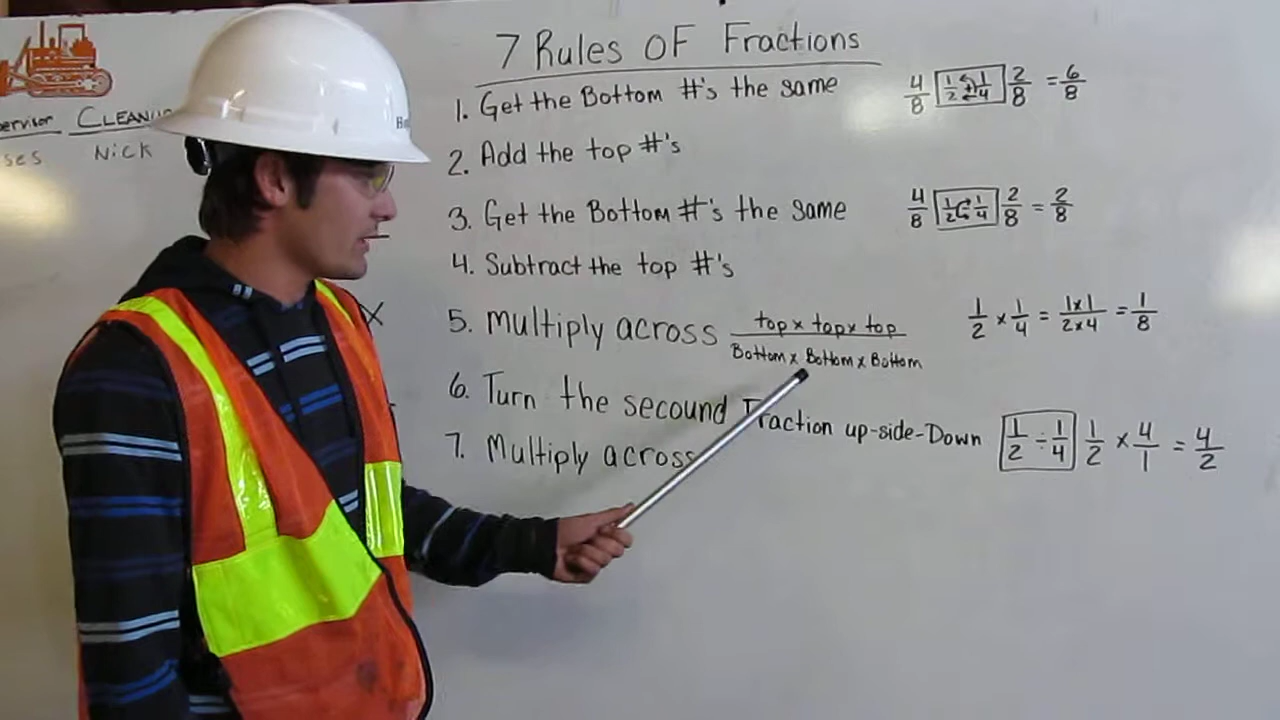 7 Rules OF Fractions
1. Get the Bottom #'s the same 4/8 1/2 + 1/4 2/8 = 6/8
2. Add the top #'s
3. Get the Bottom #'s the same 4/8 1/2 - 1/4 2/8 = 2/8
4. Subtract the top #'s
5. Multiply across top x top x top / Bottom x Bottom x Bottom 1/2 x 1/4 = 1x1/2x4 = 1/8
6. Turn the secound Fraction up-side-Down 1/2 ÷ 1/4 1/2 x 4/1 = 4/2
7. Multiply across
Nick